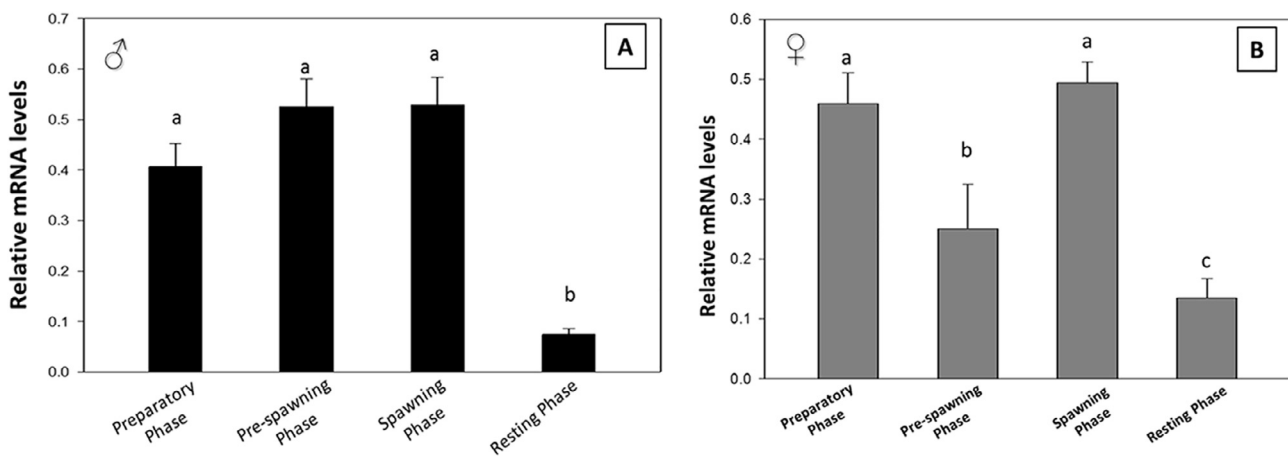 A
♂
Relative mRNA levels
0.7
0.6
0.5
0.4
0.3
0.2
0.1
0.0
a
a
a
b
Preparatory
Phase
Pre-spawning
Phase
Spawning
Phase
Resting Phase
B
♀
Relative mRNA levels
0.6
0.5
0.4
0.3
0.2
0.1
0.0
a
b
a
c
Preparatory
Phase
Pre-spawning
Phase
Spawning
Phase
Resting Phase